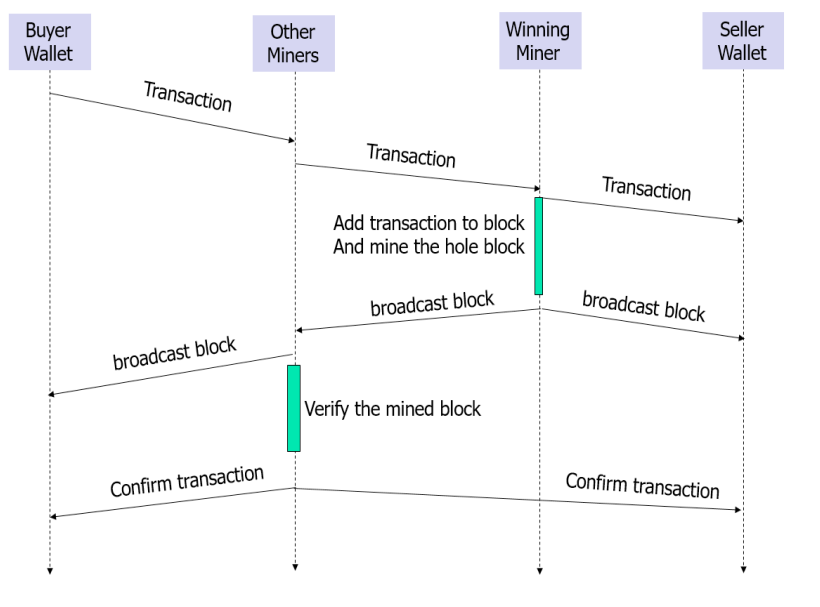 Buyer
Wallet
Other
Miners
Winning
Miner
Seller
Wallet
Transaction
Transaction
Transaction
Add transaction to block
And mine the hole block
broadcast block
broadcast block
broadcast block
Verify the mined block
Confirm transaction
Confirm transaction